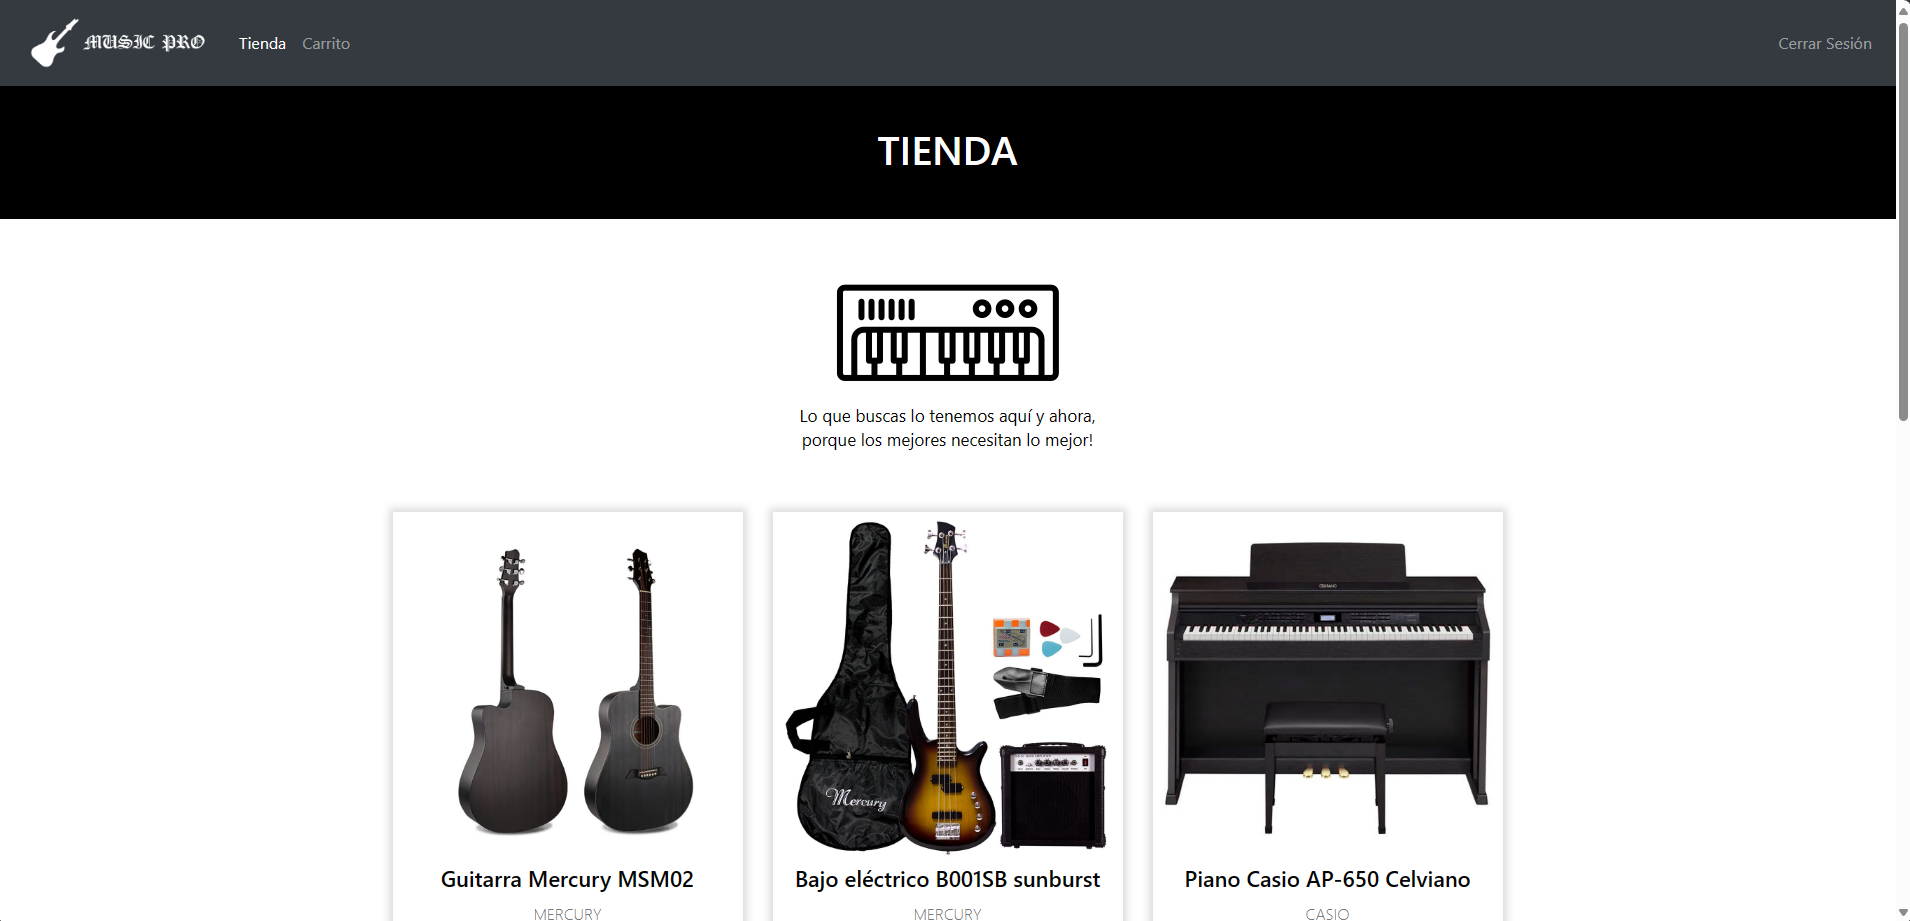 MUSIC PRO
Tienda
Carrito
Cerrar Sesión
TIENDA
Lo que buscas lo tenemos aquí y ahora,
porque los mejores necesitan lo mejor!
Mercury
Guitarra Mercury MSM02
Bajo eléctrico B001SB sunburst
Piano Casio AP-650 Celviano
MERCURY
MERCURY
CASIO